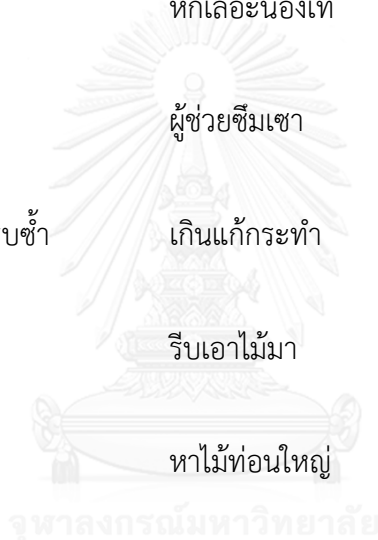 หักเลอะนองเท
ผู้ช่วยซึมเซา
บซ้ำ เกินแก้กระทำ
รีบเอาไม้มา
หาไม้ท่อนใหญ่
จุฬาลงกรณ์มหาวิทยาลัย